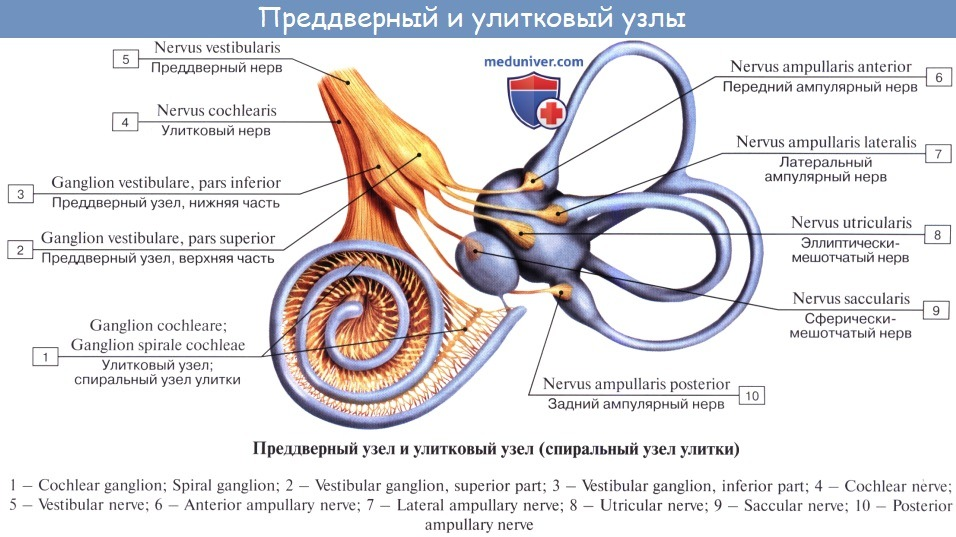 Преддверный и улитковый узлы
meduniver.com
5
Nervus vestibularis
Преддверный нерв
4
Nervus cochlearis
Улитковый нерв
3
Ganglion vestibulare, pars inferior
Преддверный узел, нижняя часть
2
Ganglion vestibulare, pars superior
Преддверный узел, верхняя часть
1
Ganglion cochleare;
Ganglion spirale cochleae
Улитковый узел;
спиральный узел улитки
Nervus ampullaris anterior
Передний ампулярный нерв
6
Nervus ampullaris lateralis
Латеральный
ампулярный нерв
7
Nervus utricularis
Эллиптически-
мешотчатый нерв
8
Nervus saccularis
Сферически-
мешотчатый нерв
9
Nervus ampullaris posterior
Задний ампулярный нерв
10
Преддверный узел и улитковый узел (спиральный узел улитки)
1 – Cochlear ganglion; Spiral ganglion; 2 – Vestibular ganglion, superior part; 3 – Vestibular ganglion, inferior part; 4 – Cochlear nerve;
5 – Vestibular nerve; 6 – Anterior ampullary nerve; 7 – Lateral ampullary nerve; 8 – Utricular nerve; 9 – Saccular nerve; 10 – Posterior
ampullary nerve